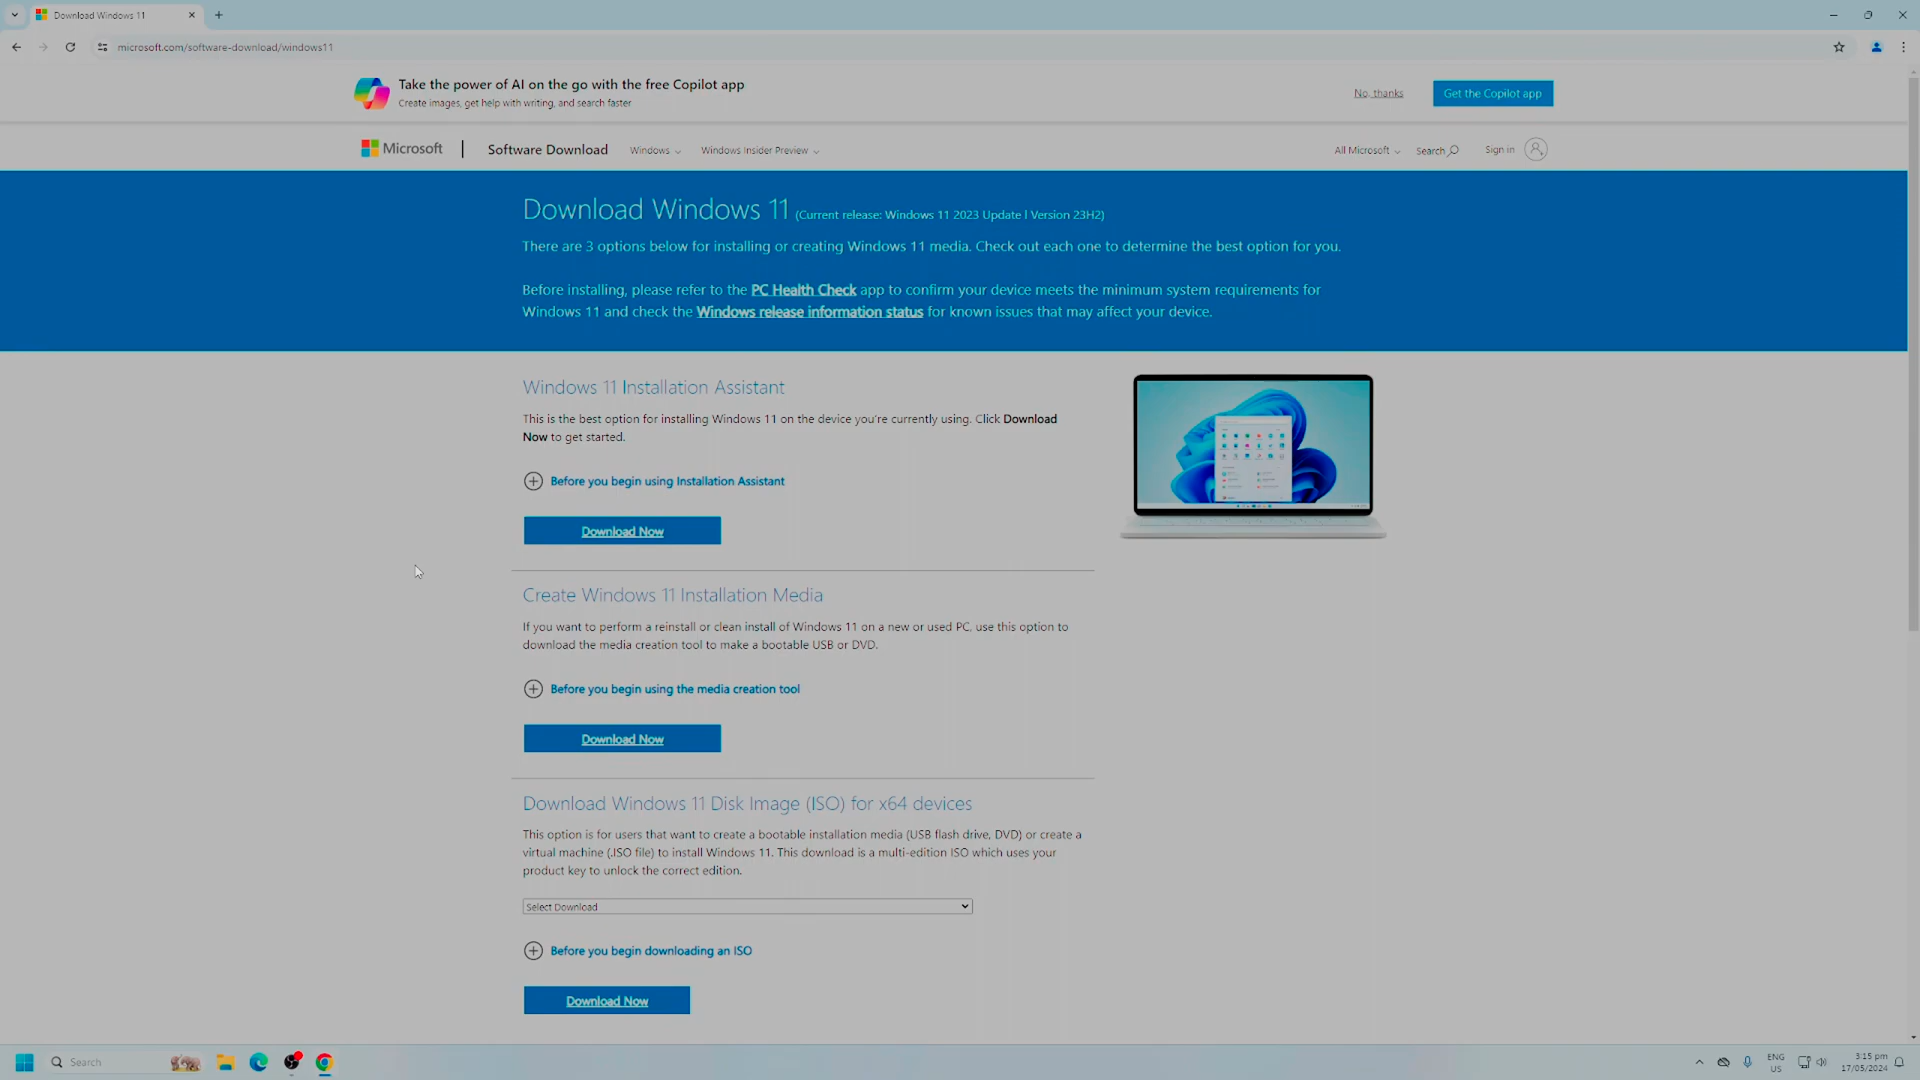 Download Windows 11
microsoft.com/software-download/windows11
Take the power of AI on the go with the free Copilot app
Create images, get help with writing, and search faster
No, thanks
Get the Copilot app
Microsoft
Software Download
Windows
Windows Insider Preview
All Microsoft
Search
Sign in
Download Windows 11 (Current release: Windows 11 2023 Update l Version 23H2)
There are 3 options below for installing or creating Windows 11 media. Check out each one to determine the best option for you.
Before installing, please refer to the PC Health Check app to confirm your device meets the minimum system requirements for
Windows 11 and check the Windows release information status for known issues that may affect your device.
Windows 11 Installation Assistant
This is the best option for installing Windows 11 on the device you're currently using. Click Download
Now to get started.
Before you begin using Installation Assistant
Download Now
Create Windows 11 Installation Media
If you want to perform a reinstall or clean install of Windows 11 on a new or used PC, use this option to
download the media creation tool to make a bootable USB or DVD.
Before you begin using the media creation tool
Download Now
Download Windows 11 Disk Image (ISO) for x64 devices
This option is for users that want to create a bootable installation media (USB flash drive, DVD) or create a
virtual machine (.ISO file) to install Windows 11. This download is a multi-edition ISO which uses your
product key to unlock the correct edition.
Select Download
Before you begin downloading an ISO
Download Now
Search
ENG
US
3:15 pm
17/05/2024